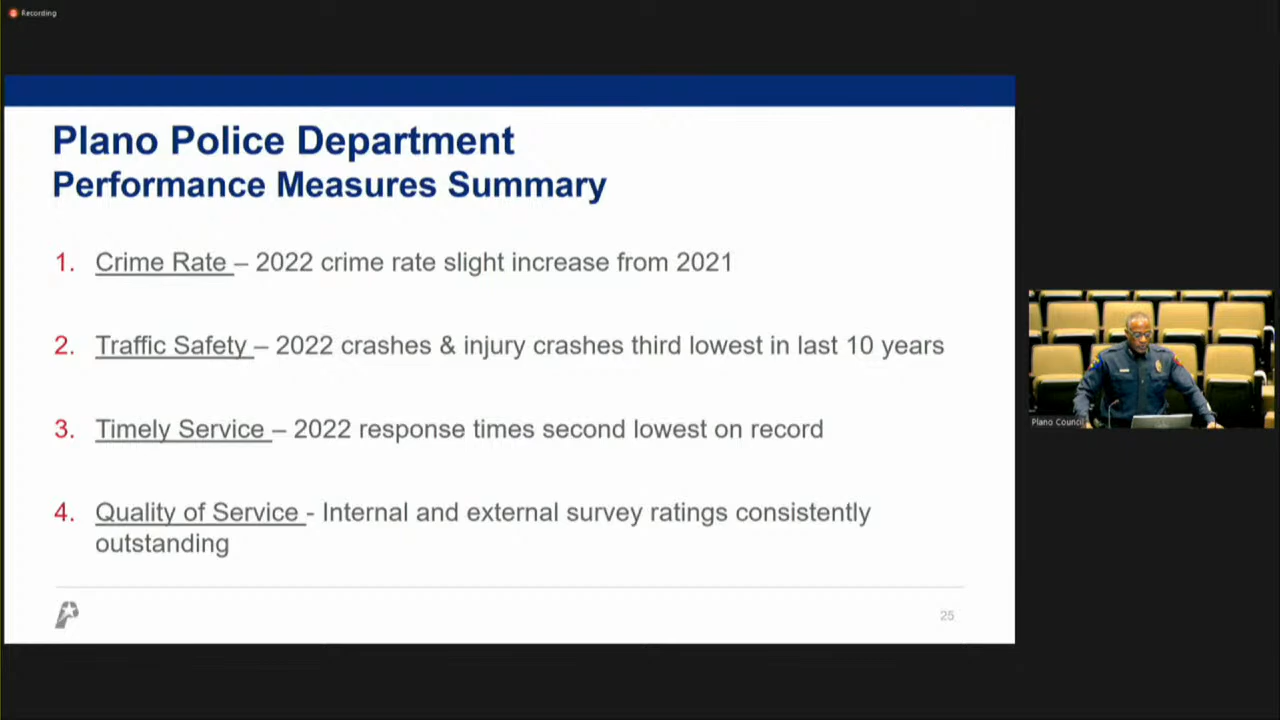 Recording
Plano Police Department
Performance Measures Summary
1. Crime Rate – 2022 crime rate slight increase from 2021
2. Traffic Safety – 2022 crashes & injury crashes third lowest in last 10 years
3. Timely Service – 2022 response times second lowest on record
4. Quality of Service - Internal and external survey ratings consistently
outstanding
25
Plano Council